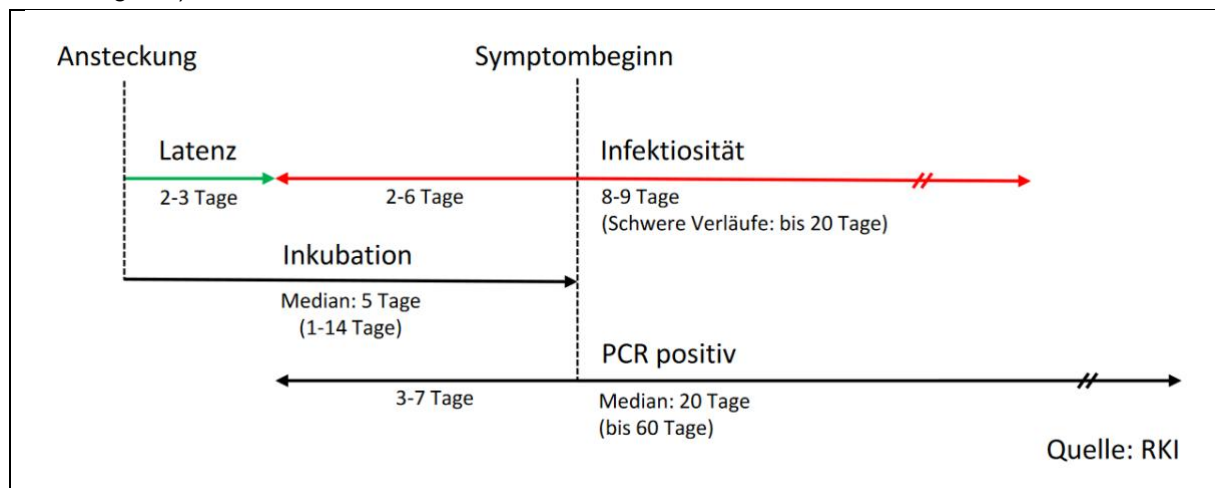 Ansteckung
Symptombeginn
Latenz
Infektiosität
2-3 Tage
2-6 Tage
8-9 Tage
(Schwere Verläufe: bis 20 Tage)
Inkubation
Median: 5 Tage
(1-14 Tage)
PCR positiv
3-7 Tage
Median: 20 Tage
(bis 60 Tage)
Quelle: RKI